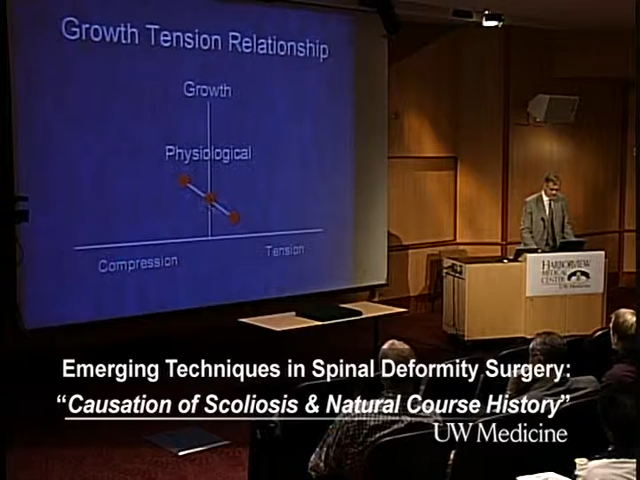 Growth Tension Relationship
Growth
Physiological
Compression
Tension
HARBORVIEW
MEDICAL
CENTER
UW Medicine
Emerging Techniques in Spinal Deformity Surgery:
“Causation of Scoliosis & Natural Course History”
UW Medicine